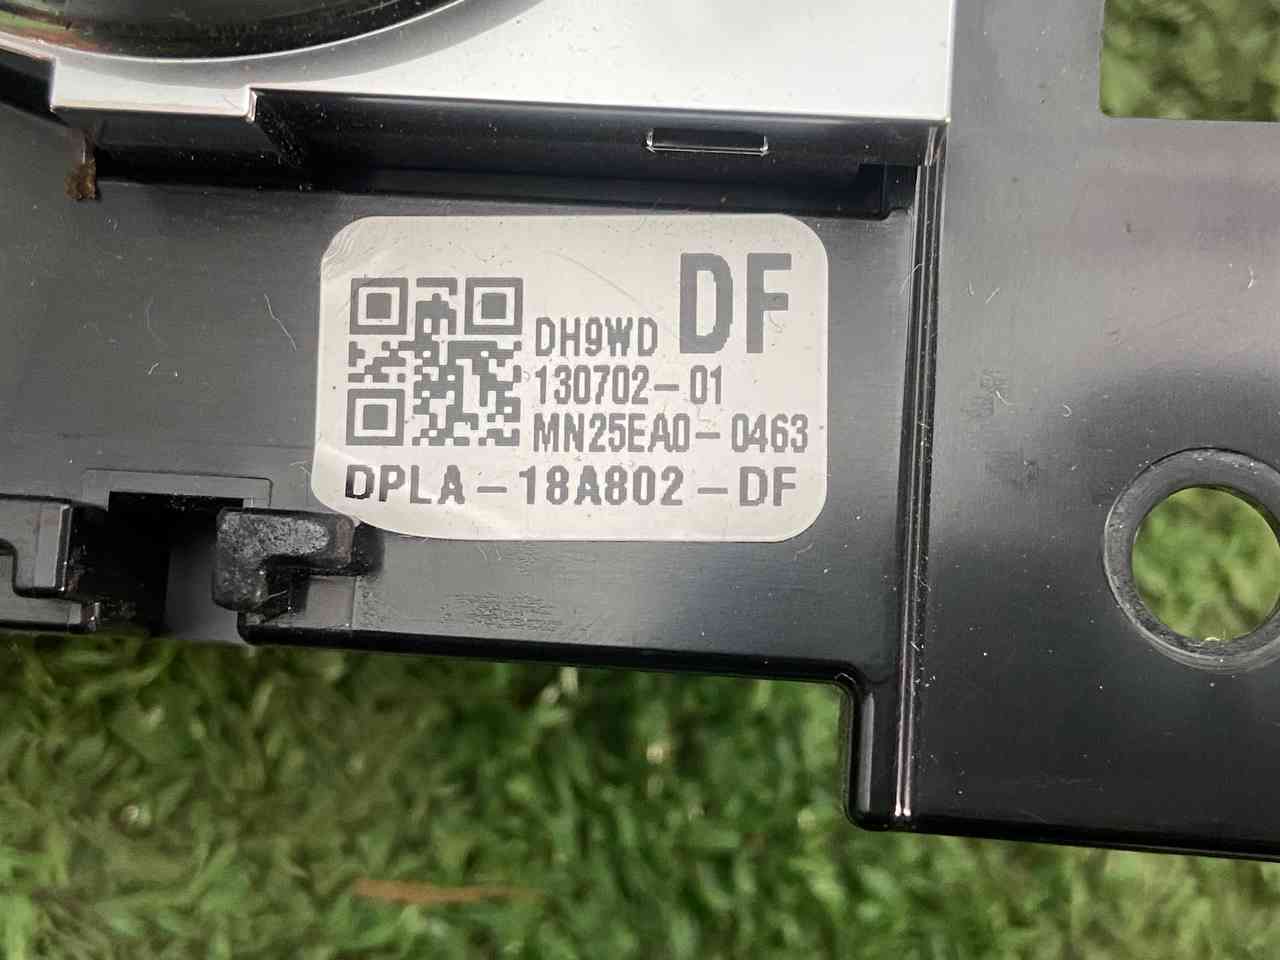 DF
DH9WD
130702-01
MN25EA0-0463
DPLA-18A802-DF